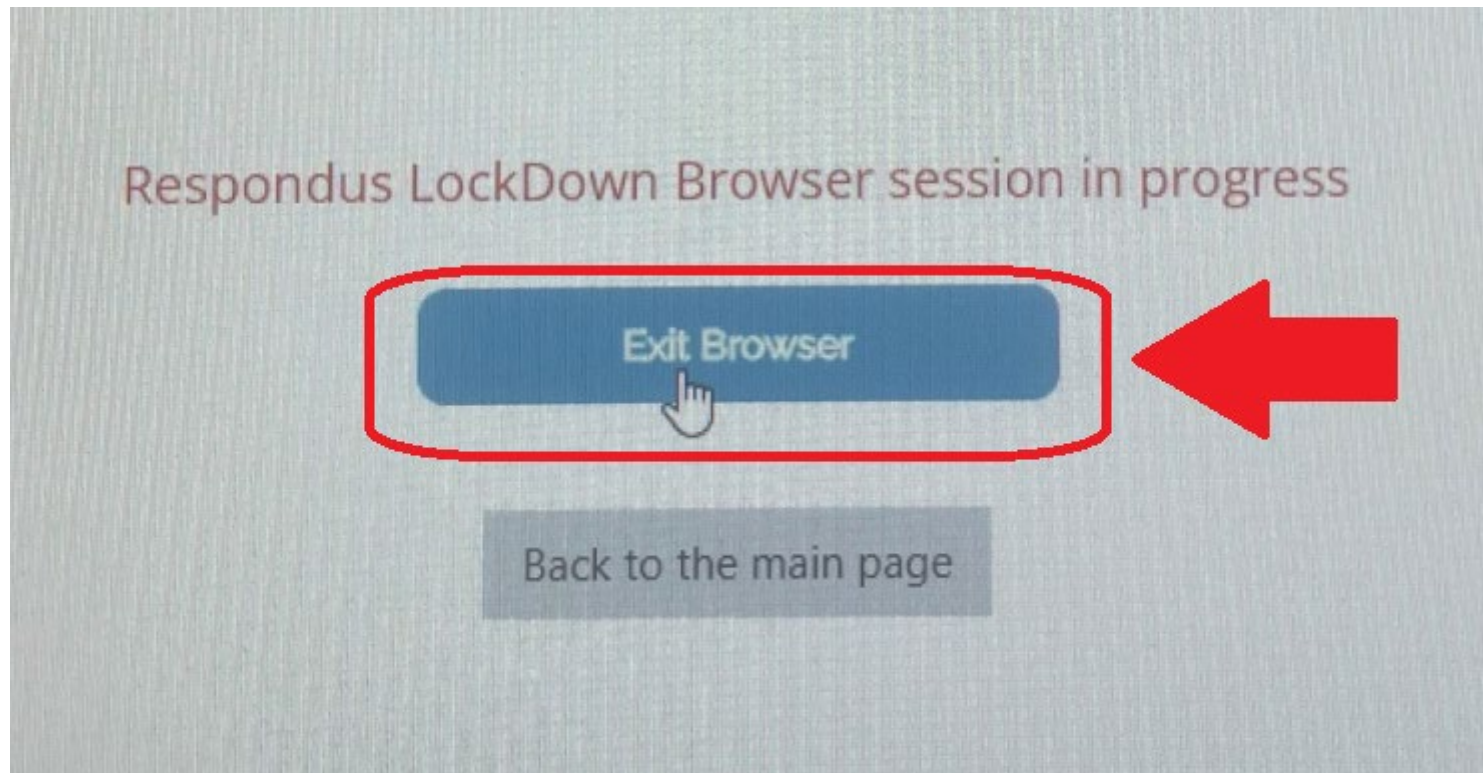 Respondus LockDown Browser session in progress
Exit Browser
Back to the main page